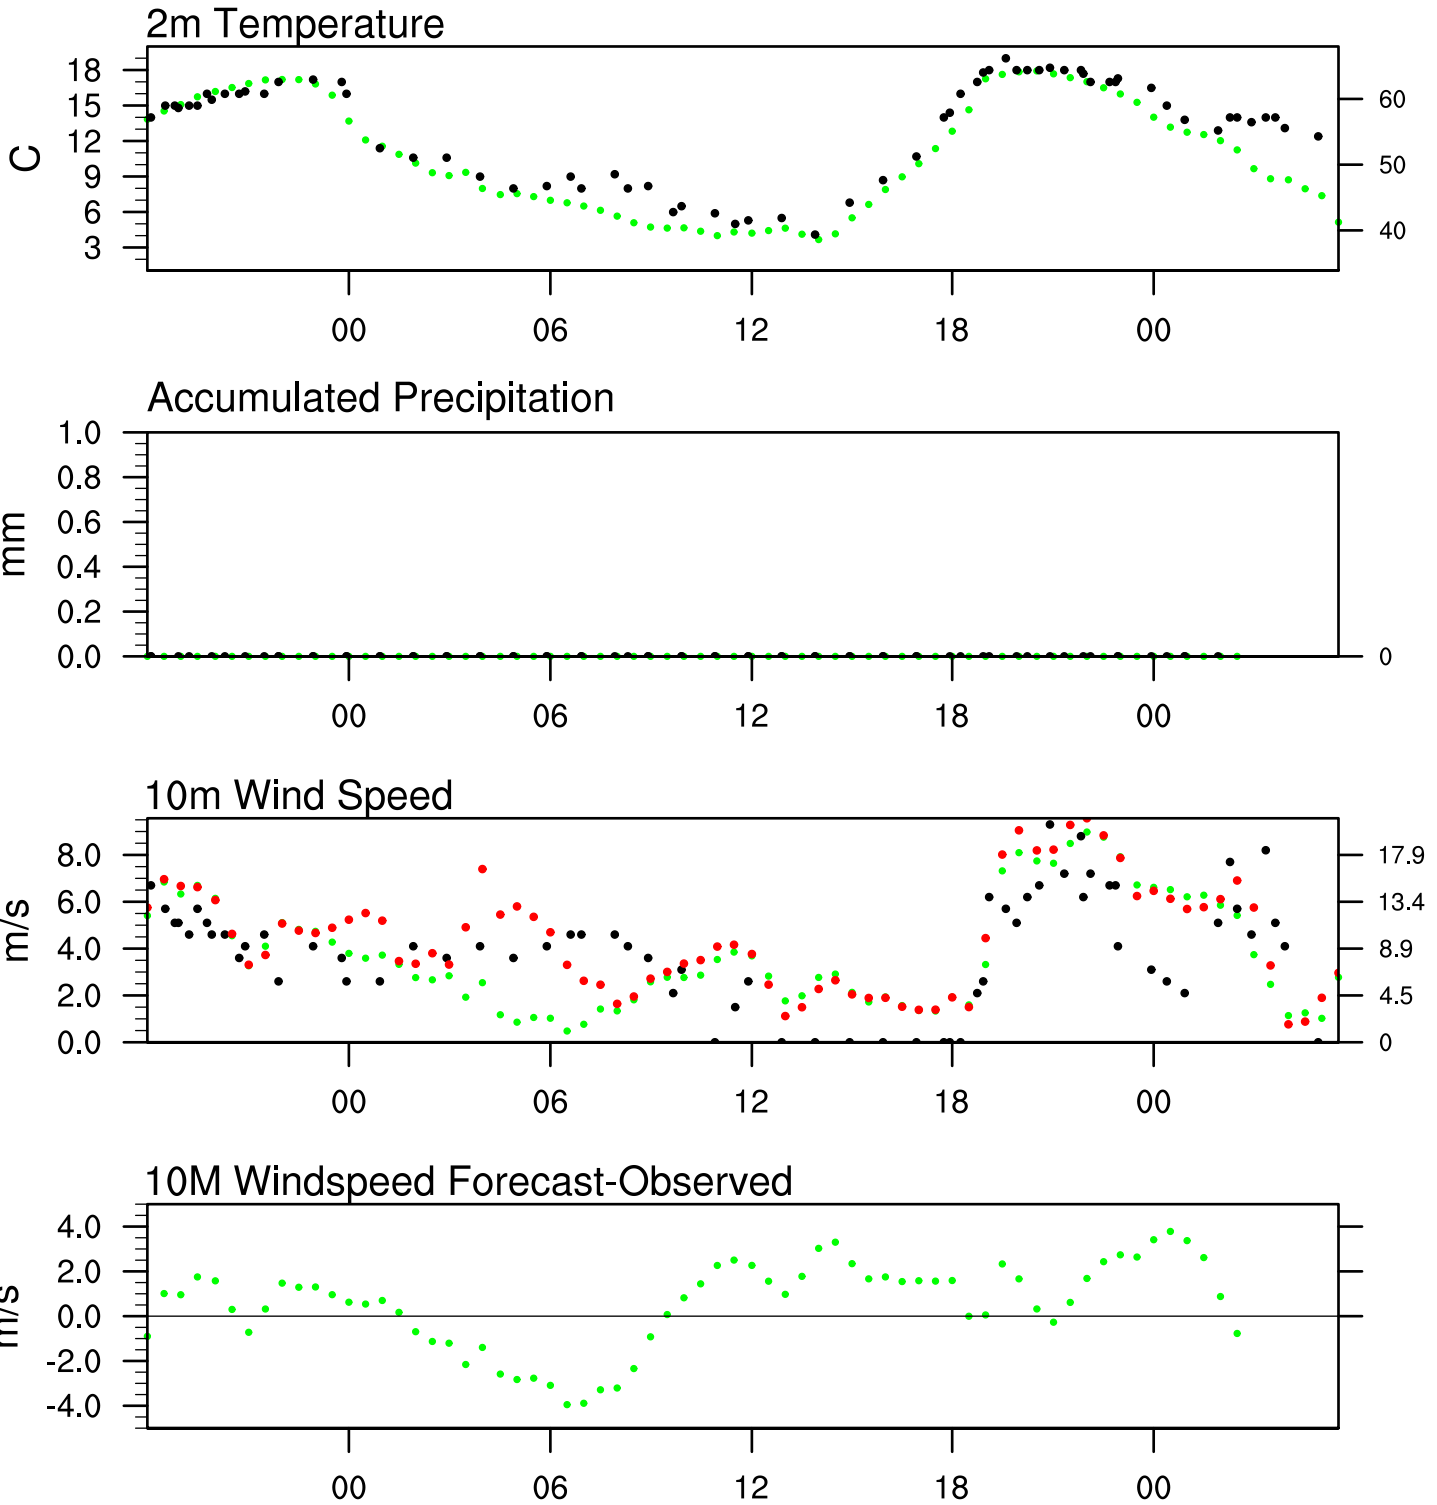 2m Temperature
18
15
12
9
6
3
C
60
50
40
00 06 12 18 00
Accumulated Precipitation
1.0
0.8
0.6
0.4
0.2
0.0
mm
0
00 06 12 18 00
10m Wind Speed
8.0
6.0
4.0
2.0
0.0
m/s
17.9
13.4
8.9
4.5
0
00 06 12 18 00
10M Windspeed Forecast-Observed
4.0
2.0
0.0
-2.0
-4.0
m/s
00 06 12 18 00